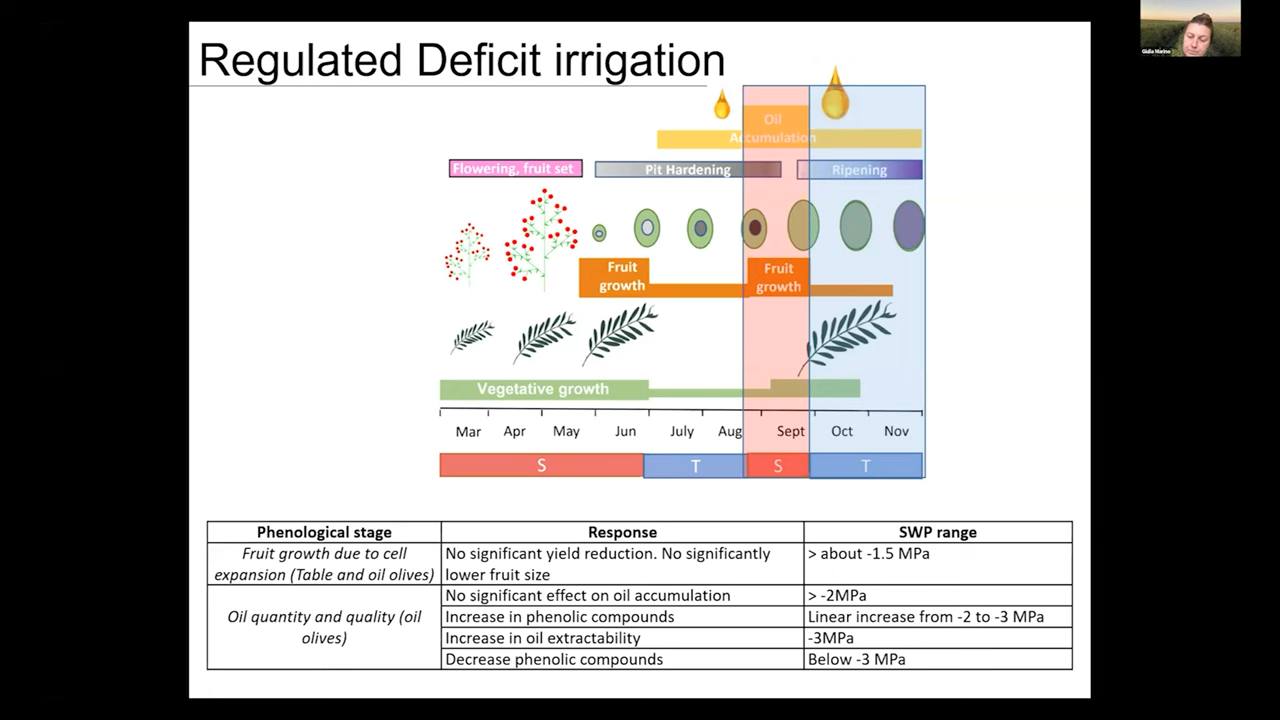 Regulated Deficit irrigation
Giulia Marino
Oil
Accumulation
Flowering, fruit set
Pit Hardening
Ripening
Fruit
growth
Fruit
growth
Vegetative growth
Mar Apr May Jun July Aug Sept Oct Nov
S T S T
Phenological stage Response SWP range
Fruit growth due to cell
expansion (Table and oil olives)
No significant yield reduction. No significantly
lower fruit size
> about -1.5 MPa
Oil quantity and quality (oil
olives)
No significant effect on oil accumulation > -2MPa
Increase in phenolic compounds Linear increase from -2 to -3 MPa
Increase in oil extractability -3MPa
Decrease phenolic compounds Below -3 MPa